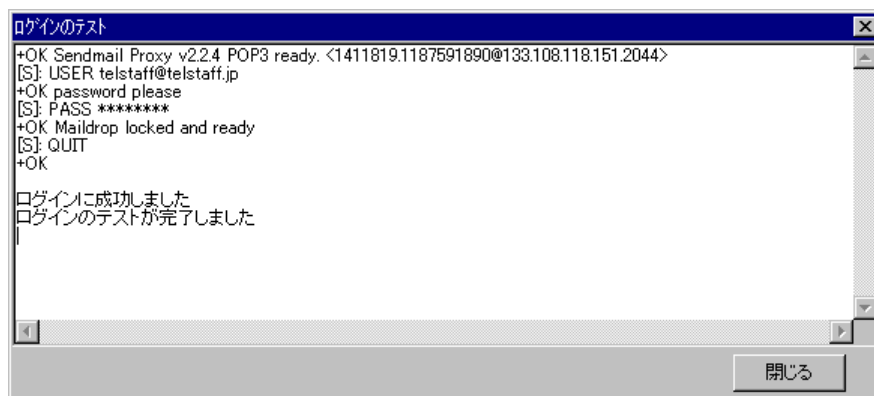 ログインのテスト
+OK Sendmail Proxy v2.2.4 POP3 ready. <1411819.1187591890@133.108.118.151.2044>
[S]: USER telstaff@telstaff.jp
+OK password please
[S]: PASS ********
+OK Maildrop locked and ready
[S]: QUIT
+OK
ログインに成功しました
ログインのテストが完了しました
閉じる